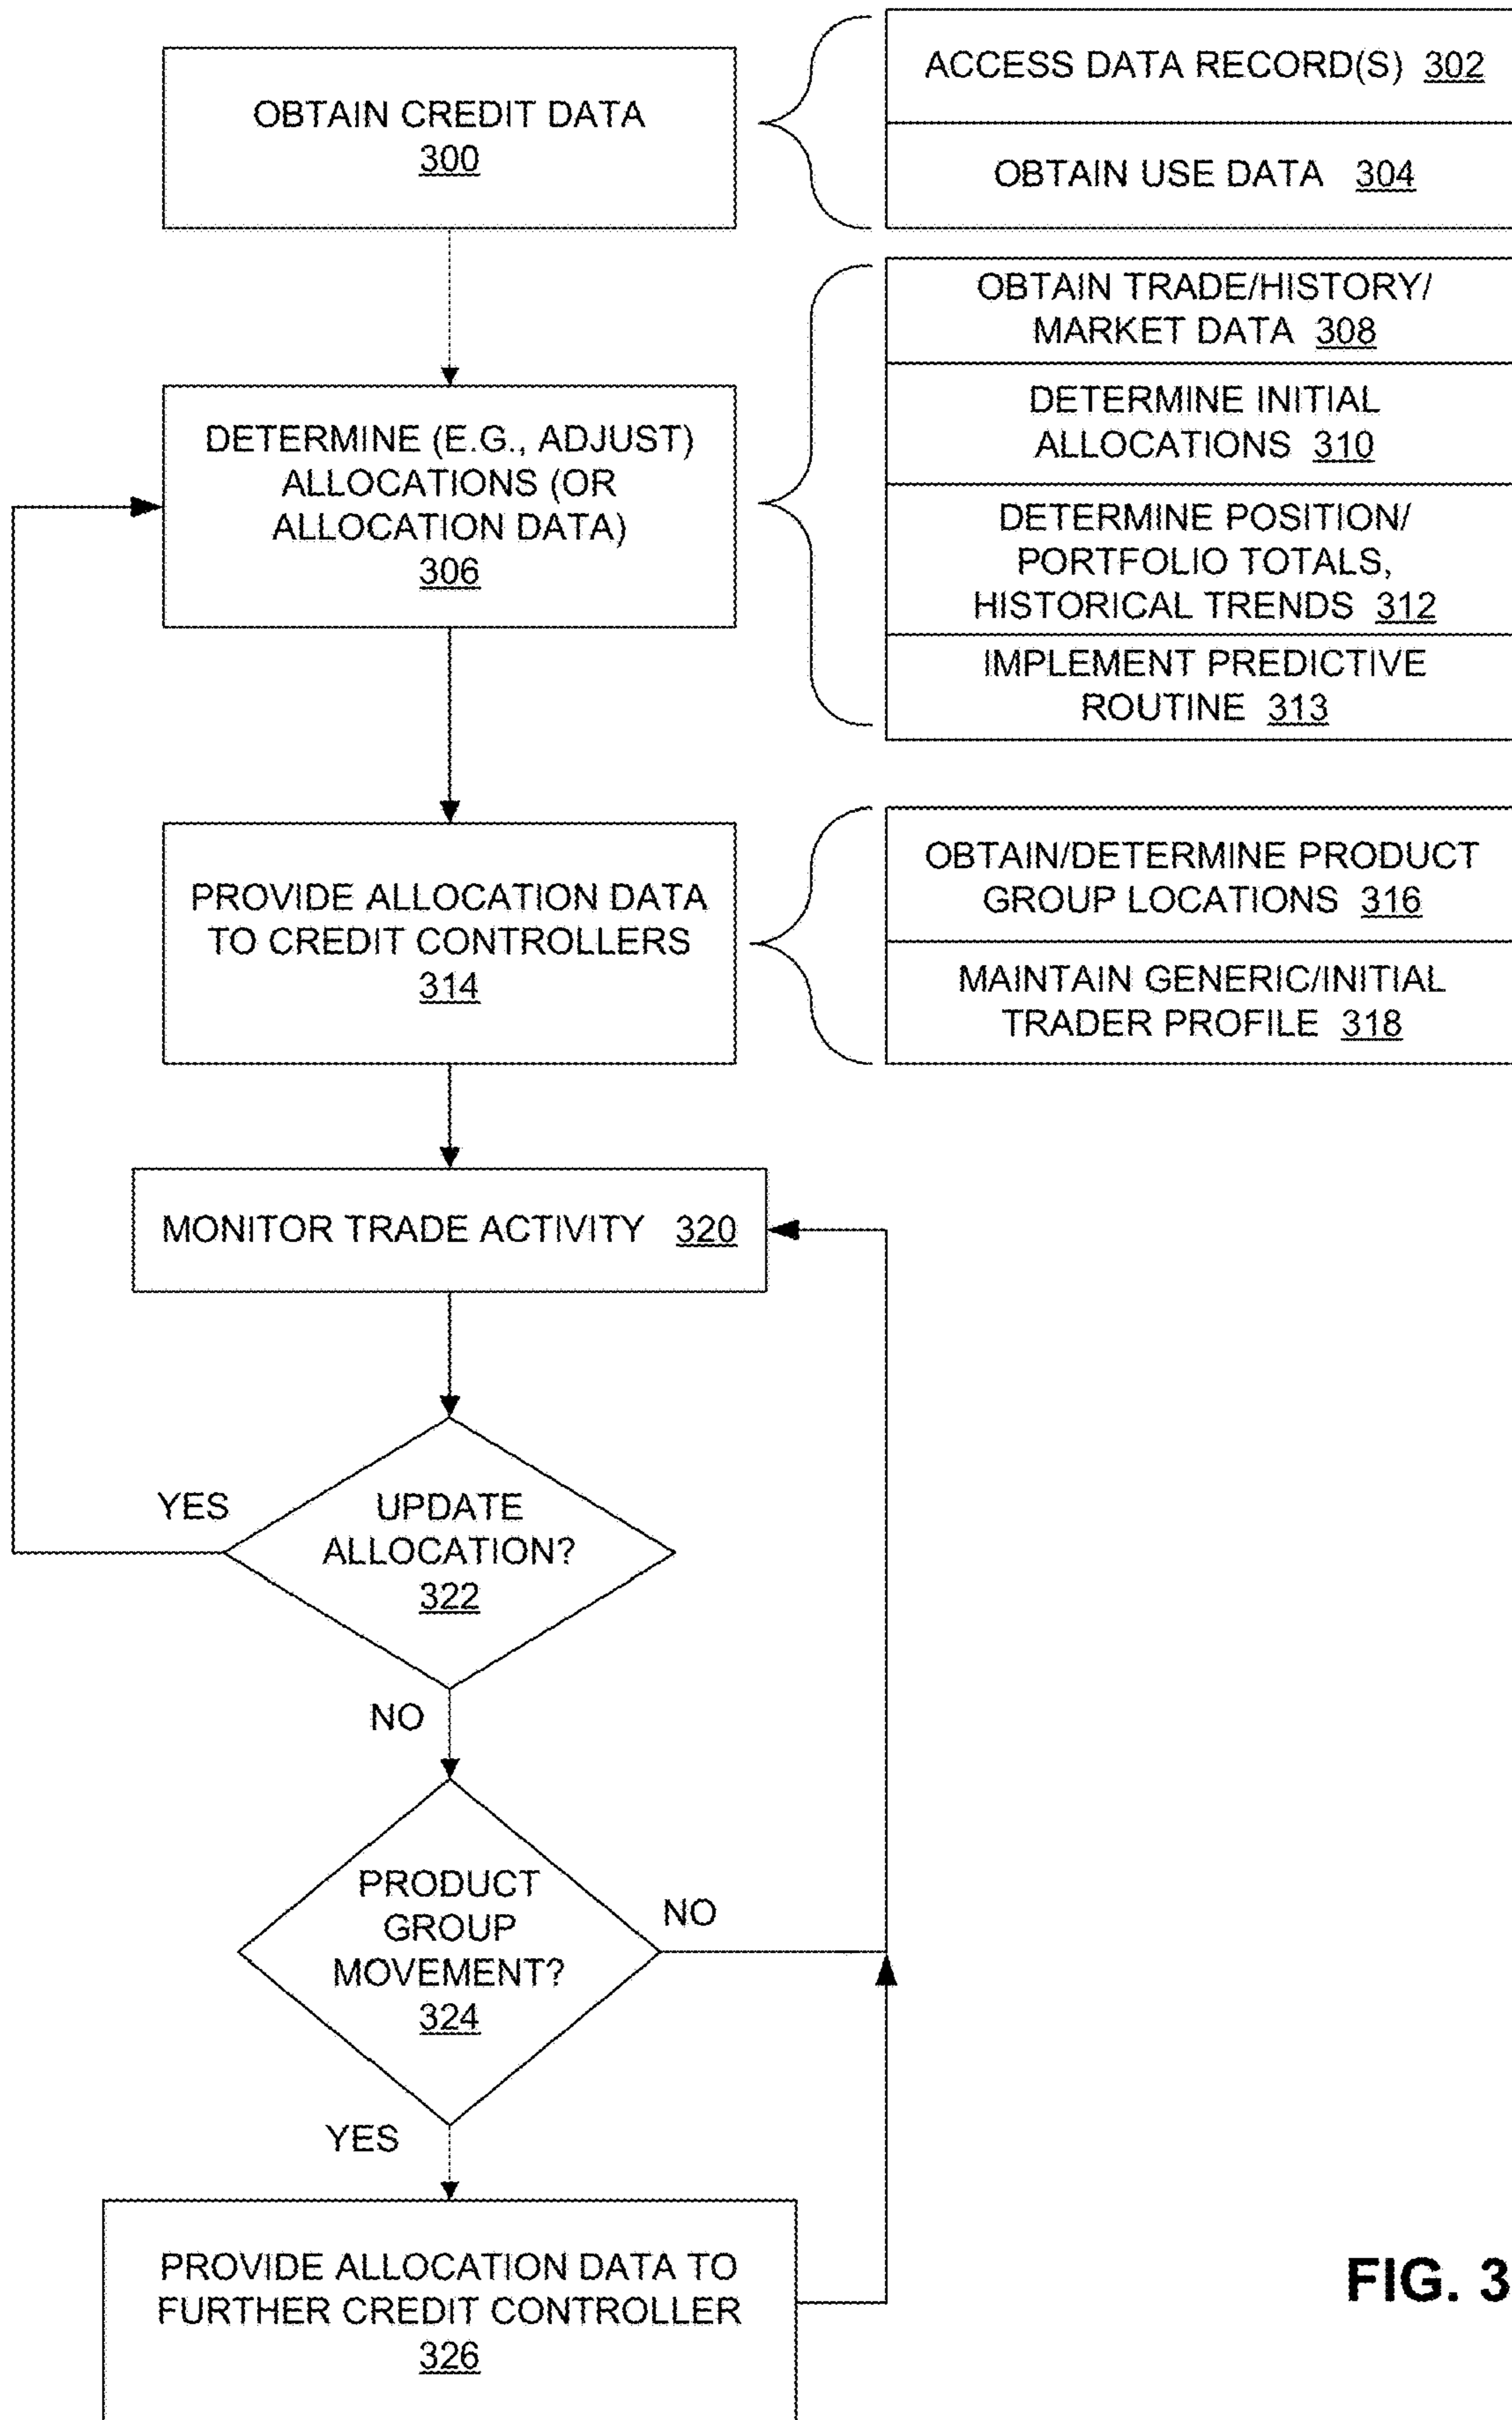 OBTAIN CREDIT DATA
300
ACCESS DATA RECORD(S) 302
OBTAIN USE DATA 304
DETERMINE (E.G., ADJUST)
ALLOCATIONS (OR
ALLOCATION DATA)
306
OBTAIN TRADE/HISTORY/
MARKET DATA 308
DETERMINE INITIAL
ALLOCATIONS 310
DETERMINE POSITION/
PORTFOLIO TOTALS,
HISTORICAL TRENDS 312
IMPLEMENT PREDICTIVE
ROUTINE 313
PROVIDE ALLOCATION DATA
TO CREDIT CONTROLLERS
314
OBTAIN/DETERMINE PRODUCT
GROUP LOCATIONS 316
MAINTAIN GENERIC/INITIAL
TRADER PROFILE 318
MONITOR TRADE ACTIVITY 320
YES
UPDATE
ALLOCATION?
322
NO
PRODUCT
GROUP
MOVEMENT?
324
NO
YES
PROVIDE ALLOCATION DATA TO
FURTHER CREDIT CONTROLLER
326
FIG. 3